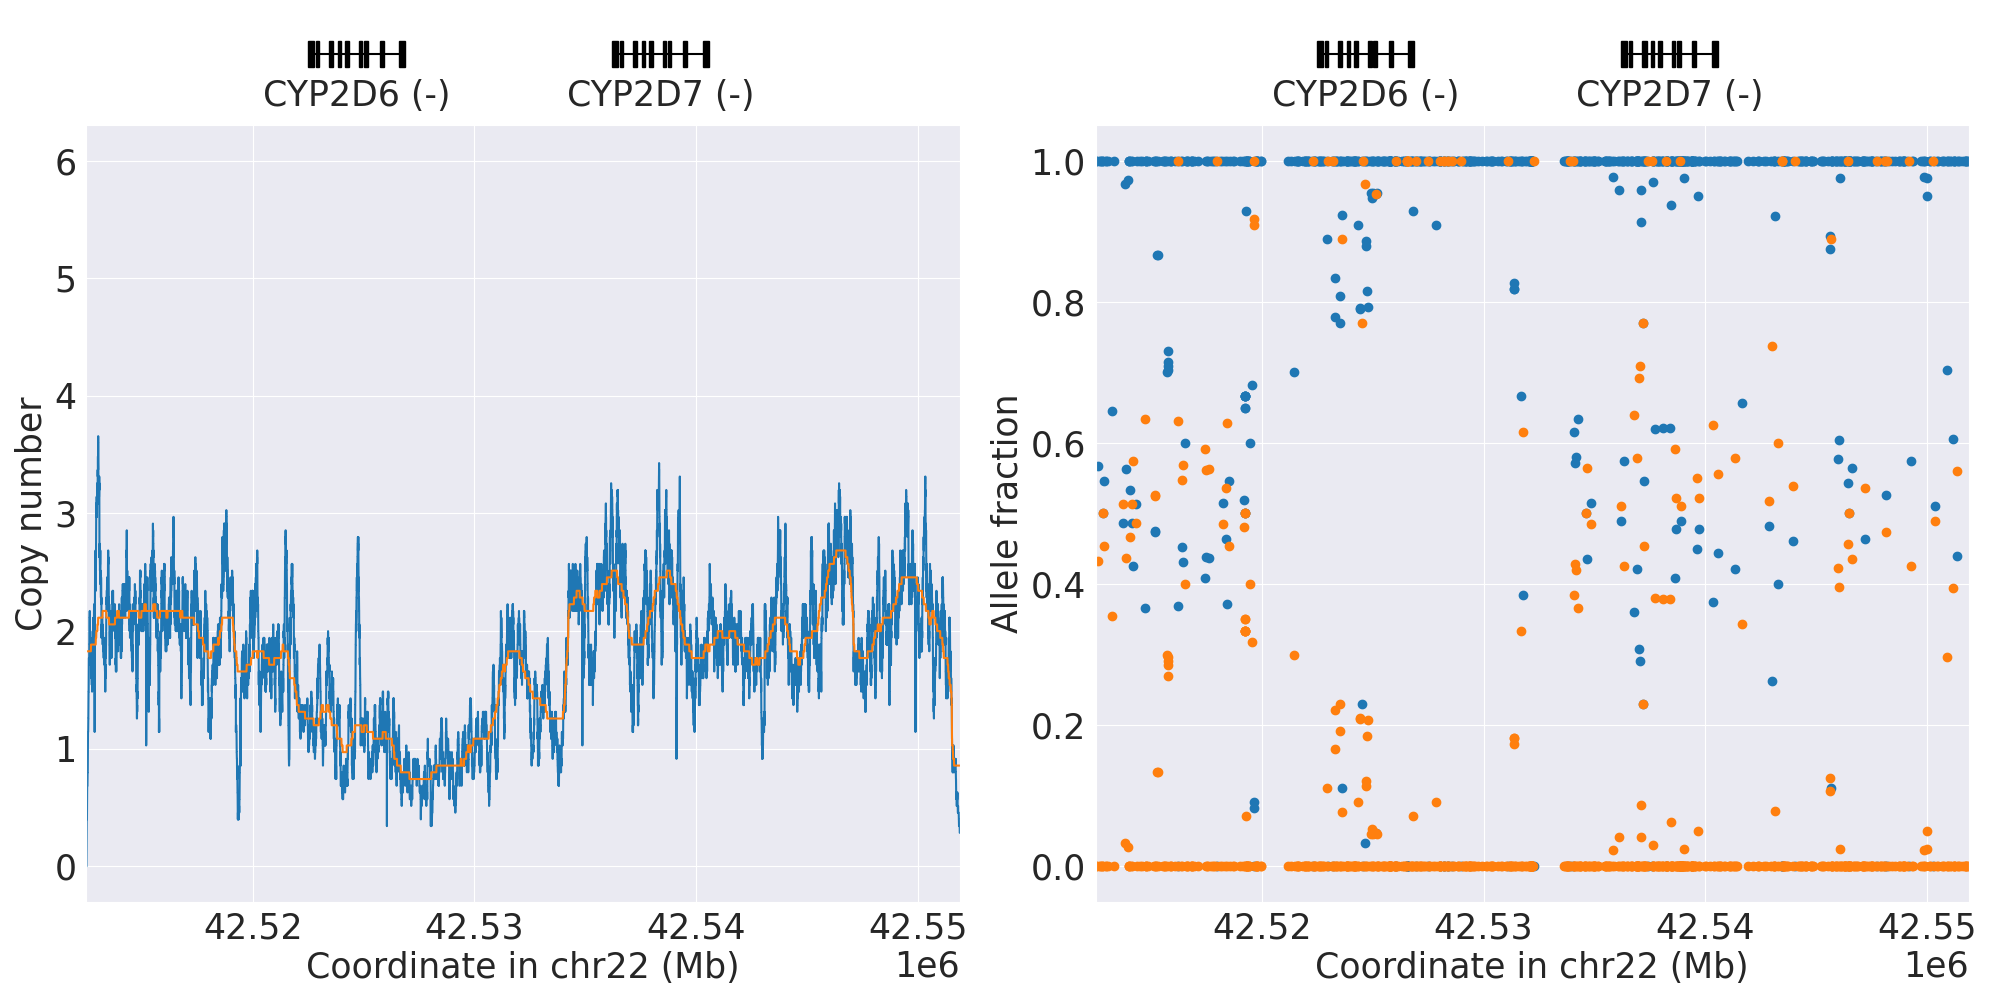 CYP2D6 (-) CYP2D7 (-)
6
5
4
3
2
1
0
Copy number
42.52 42.53 42.54 42.55
Coordinate in chr22 (Mb) 1e6
CYP2D6 (-) CYP2D7 (-)
1.0
0.8
0.6
0.4
0.2
0.0
Allele fraction
42.52 42.53 42.54 42.55
Coordinate in chr22 (Mb) 1e6